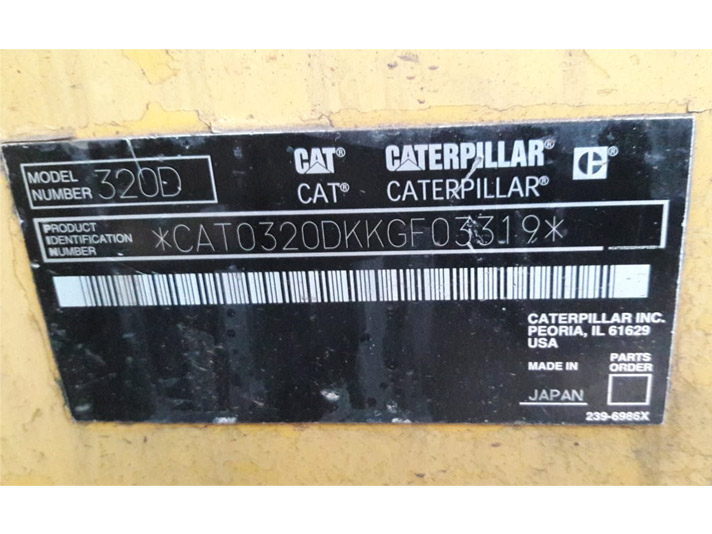 MODEL NUMBER 320D
CAT® CATERPILLAR® C
CAT® CATERPILLAR®
PRODUCT
IDENTIFICATION
NUMBER
*CAT0320DKKGF03319*
CATERPILLAR INC.
PEORIA, IL 61629
USA
MADE IN
JAPAN
PARTS
ORDER
239-6986X